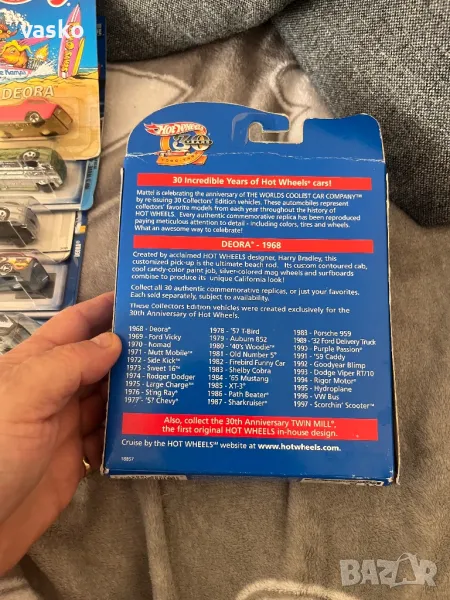 vasko
e Ramps
DEORA
HOT WHEELS
30 Incredible Years of Hot Wheels® cars!
Mattel is celebrating the anniversary of THE WORLDS COOLEST CAR COMPANY™
by re-issuing 30 Collectors' Edition vehicles. These automobiles represent
collectors' favorite models from each year throughout the history of
HOT WHEELS. Every authentic commemorative replica has been reproduced
paying meticulous attention to detail - including colors, tires and wheels.
What an awesome way to celebrate!
DEORA® - 1968
Created by acclaimed HOT WHEELS designer, Harry Bradley, this
customized pick-up is the ultimate beach rod. Its custom contoured cab,
cool candy-color paint job, silver-colored mag wheels and surfboards
combine to produce its unique California look!
Collect all 30 authentic commemorative replicas, or just your favorites.
Each sold separately, subject to availability.
These Collectors Edition vehicles were created exclusively for the
30th Anniversary of Hot Wheels.
1968 - Deora®
1969 - Ford Vicky
1970 - Nomad
1971 - Mutt Mobile™
1972 - Side Kick™
1973 - Sweet 16™
1974 - Rodger Dodger
1975 - Large Charge™
1976 - Sting Ray®
1977 - '57 Chevy®
1978 - '57 T-Bird
1979 - Auburn 852
1980 - '40's Woodie™
1981 - Old Number 5™
1982 - Firebird Funny Car
1983 - Shelby Cobra
1984 - '65 Mustang
1985 - XT-3™
1986 - Path Beater™
1987 - Sharkruiser™
1983 - Porsche 959
1989 - '32 Ford Delivery Truck
1990 - Purple Passion™
1991 - '59 Caddy
1992 - Goodyear Blimp
1993 - Dodge Viper RT/10
1994 - Rigor Motor™
1995 - Hydroplane
1996 - VW Bus
1997 - Scorchin' Scooter™
Also, collect the 30th Anniversary TWIN MILL®,
the first original HOT WHEELS in-house design.
Cruise by the HOT WHEELS™ website at www.hotwheels.com.
18857
BAZAR
bg